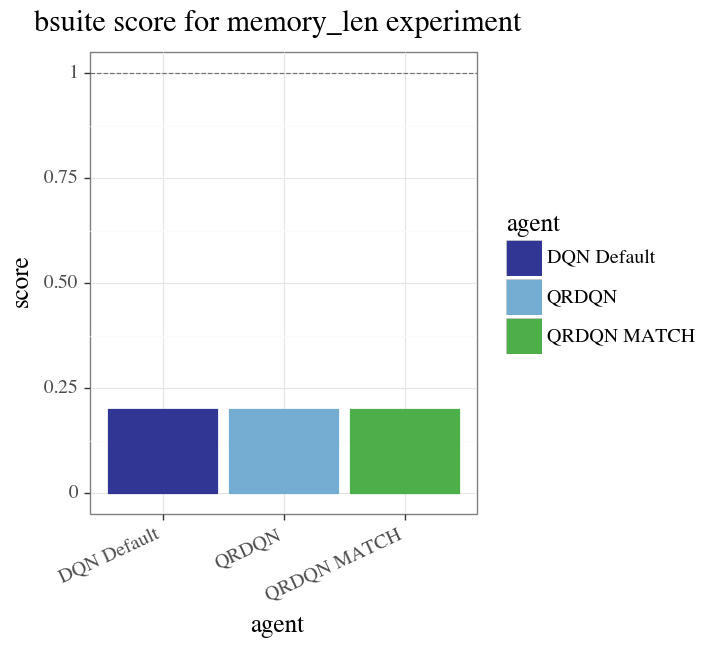 bsuite score for memory_len experiment
1
0.75
0.50
0.25
0
score
DQN Default
QRDQN
QRDQN MATCH
agent
agent
DQN Default
QRDQN
QRDQN MATCH